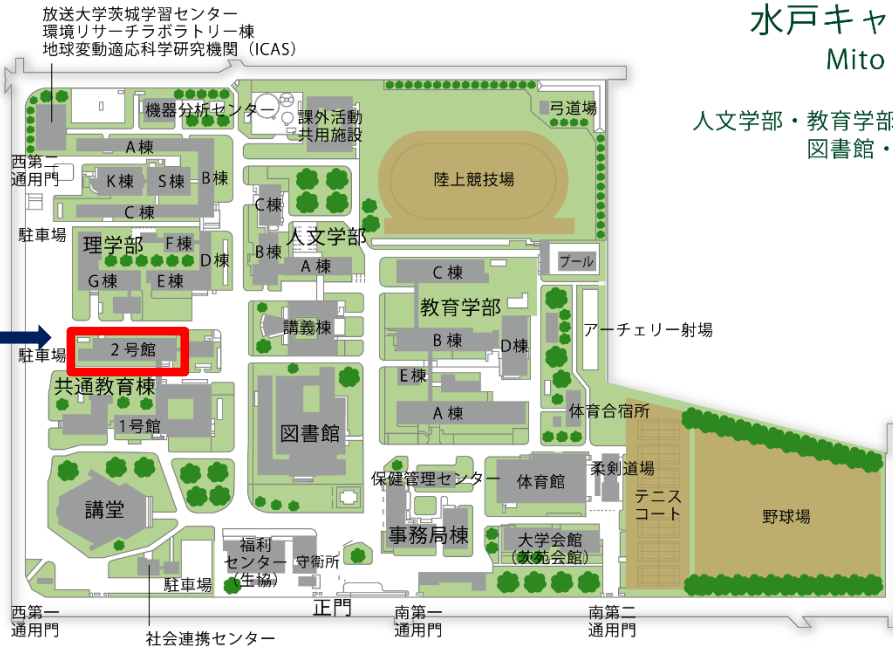 放送大学茨城学習センター
環境リサーチラボラトリー棟
地球変動適応科学研究機関（ICAS）
水戸キャ
Mito
人文学部・教育学部
図書館・
機器分析センター
課外活動
共用施設
弓道場
A棟
西第二
通用門
K棟
S棟
B棟
C棟
陸上競技場
駐車場
理学部
F棟
D棟
G棟
E棟
C棟
人文学部
B棟
A棟
C棟
プール
教育学部
講義棟
B棟
D棟
アーチェリー射場
駐車場
2号館
共通教育棟
E棟
A棟
体育合宿所
1号館
図書館
保健管理センター
体育館
柔剣道場
テニス
コート
野球場
講堂
事務局棟
大学会館
（茨苑会館）
福利
センター
（生協）
守衛所
駐車場
正門
西第一
通用門
南第一
通用門
南第二
通用門
社会連携センター